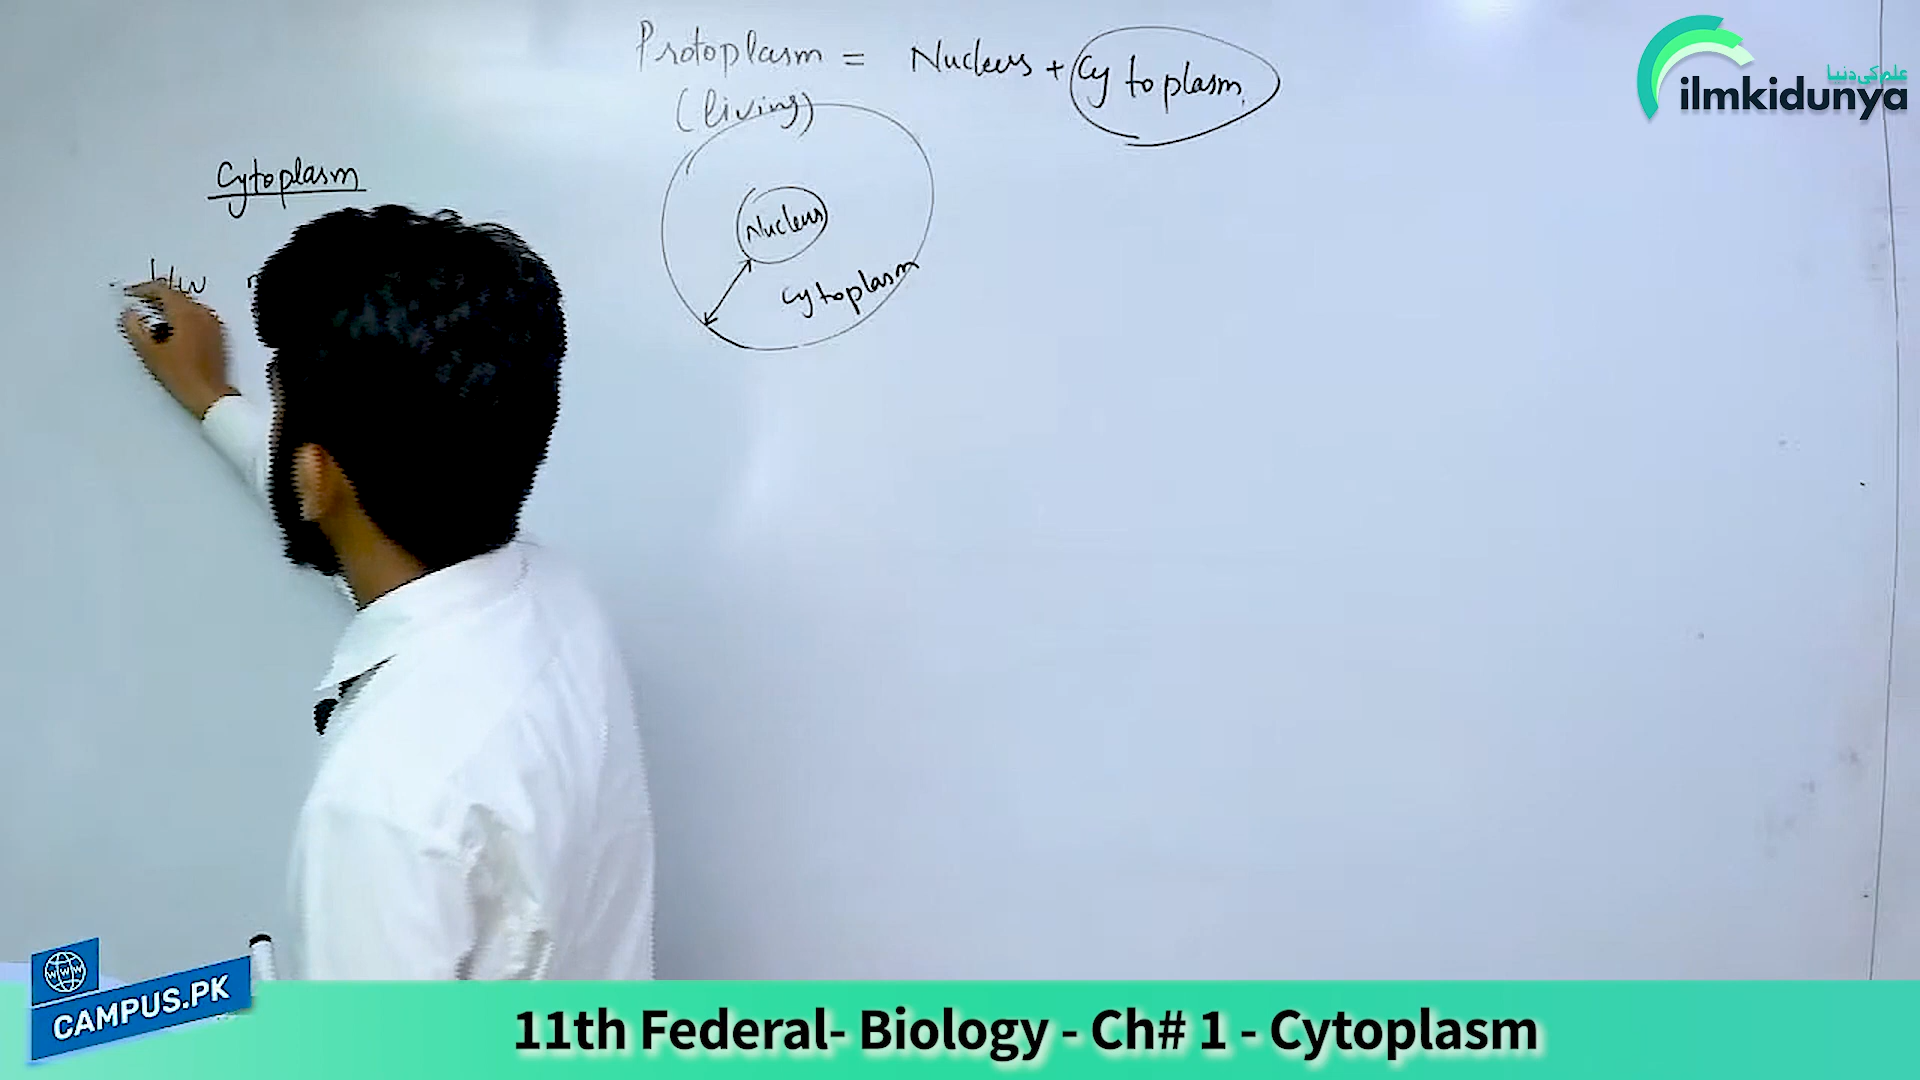 Protoplasm = Nucleus + Cytoplasm
(living)
Cytoplasm
Nucleus
Cytoplasm
b/w
علم کی دنیا
ilmkidunya
www
CAMPUS.PK
11th Federal- Biology - Ch# 1 - Cytoplasm